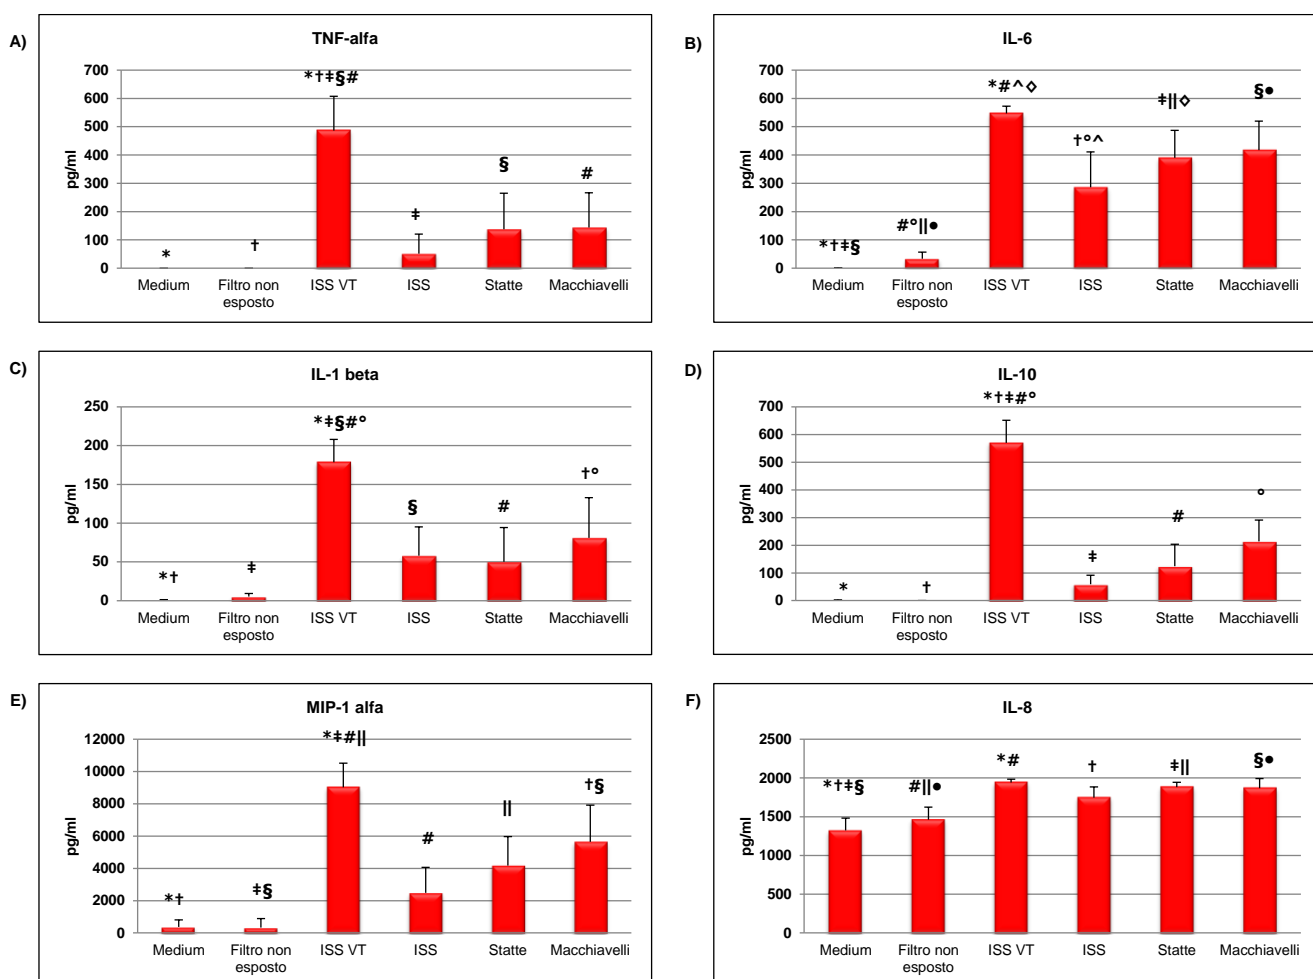 A)
TNF-alfa
*†‡§#
700
600
500
400
300
200
100
0
pg/ml
*
†
‡
§
#
Medium
Filtro non
esposto
ISS VT
ISS
Statte
Macchiavelli
B)
IL-6
700
600
500
400
300
200
100
0
pg/ml
*†‡§
#°||●
*#^◊
†°^
‡||◊
§●
Medium
Filtro non
esposto
ISS VT
ISS
Statte
Macchiavelli
C)
IL-1 beta
250
200
150
100
50
0
pg/ml
*†
‡
*‡§#°
§
#
†°
Medium
Filtro non
esposto
ISS VT
ISS
Statte
Macchiavelli
D)
IL-10
700
600
500
400
300
200
100
0
pg/ml
*
†
*†‡#°
‡
#
°
Medium
Filtro non
esposto
ISS VT
ISS
Statte
Macchiavelli
E)
MIP-1 alfa
12000
10000
8000
6000
4000
2000
0
pg/ml
*†
‡§
*‡#||
#
||
†§
Medium
Filtro non
esposto
ISS VT
ISS
Statte
Macchiavelli
F)
IL-8
2500
2000
1500
1000
500
0
pg/ml
*†‡§
#||●
*#
†
‡||
§●
Medium
Filtro non
esposto
ISS VT
ISS
Statte
Macchiavelli